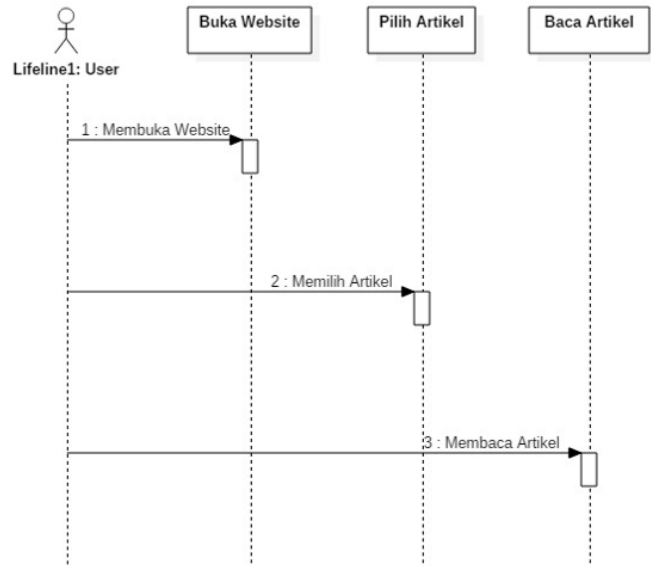 Buka Website
Pilih Artikel
Baca Artikel
Lifeline1: User
1 : Membuka Website
2 : Memilih Artikel
3 : Membaca Artikel